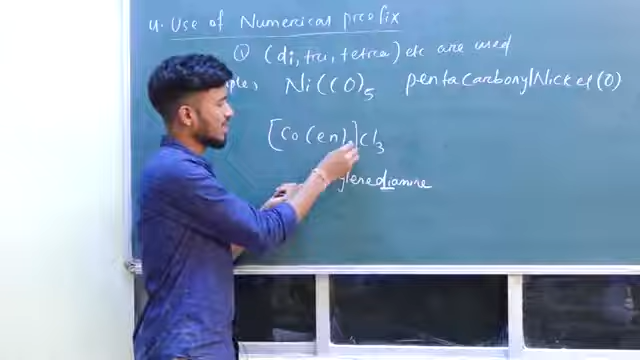 4. Use of Numerical prefix
① (di, tri, tetra) etc are used
Ni(CO)5 pentacarbonylNickel(0)
[Co(en)]Cl3
ylenediamine